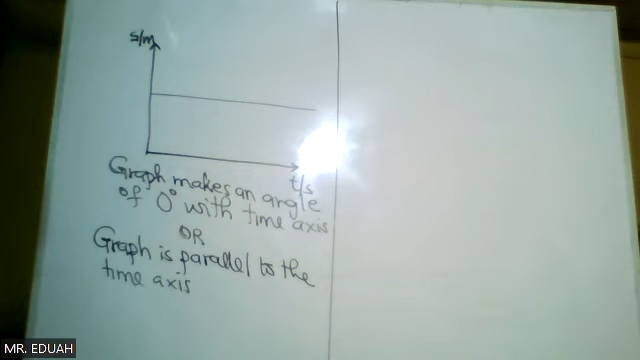 s/m
t/s
Graph makes an angle
of 0° with time axis
OR
Graph is parallel to the
time axis
MR. EDUAH